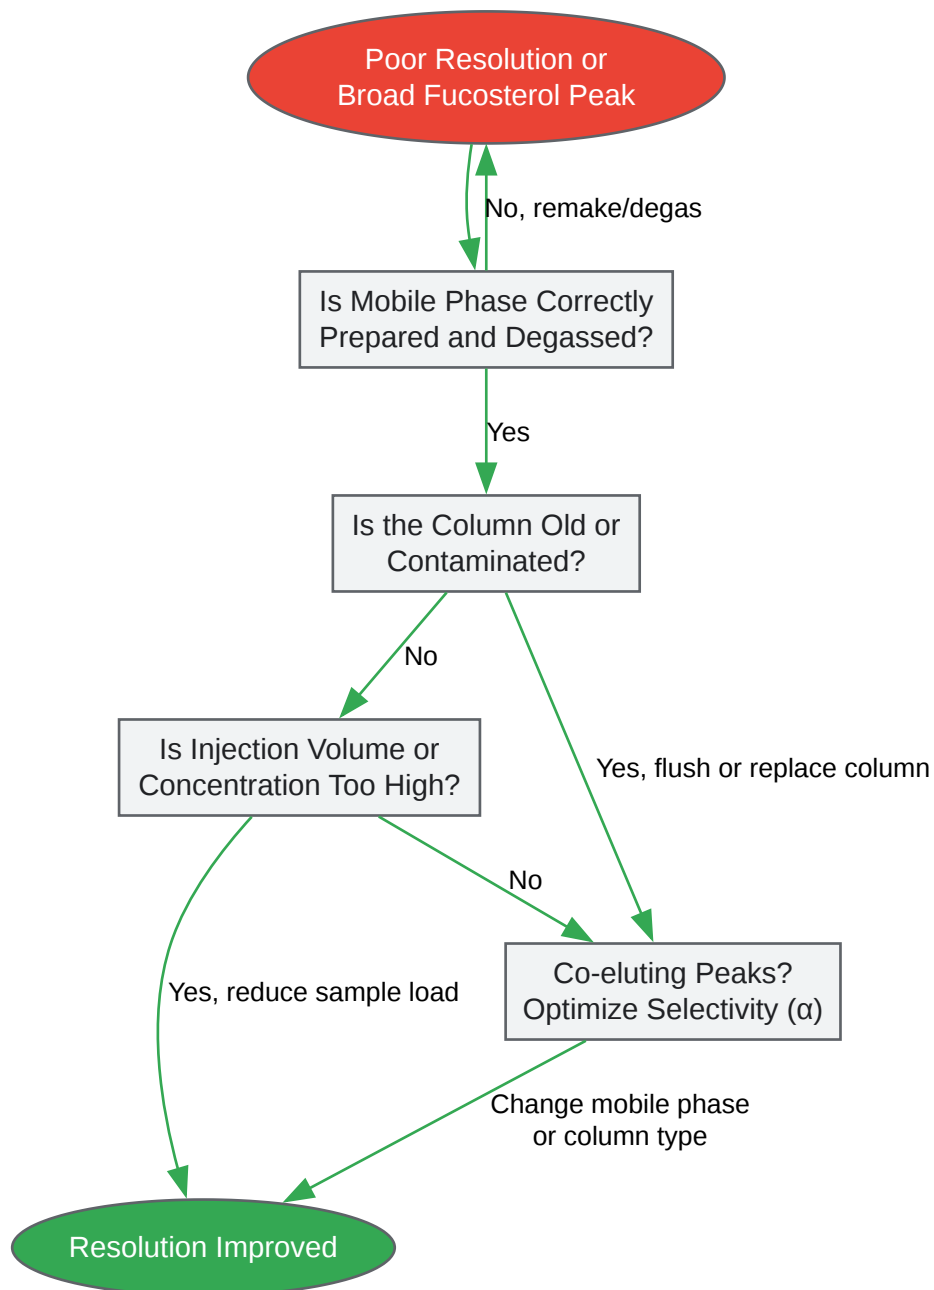 Poor Resolution or
Broad Fucosterol Peak
No, remake/degas
Is Mobile Phase Correctly
Prepared and Degassed?
Yes
Is the Column Old or
Contaminated?
No
Is Injection Volume or
Concentration Too High?
Yes, flush or replace column
No
Co-eluting Peaks?
Optimize Selectivity (α)
Yes, reduce sample load
Change mobile phase
or column type
Resolution Improved